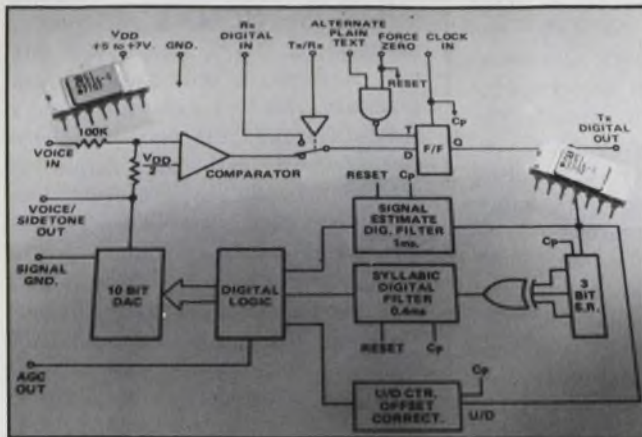 VDD
+5 to +7V.
GND.
Rx
DIGITAL
IN
Tx/Rx
ALTERNATE
PLAIN
TEXT
FORCE
ZERO
CLOCK
IN
RESET
Cp
100K
VOICE
IN
VDD
2
COMPARATOR
T
D
F/F
Q
Tx
DIGITAL OUT
VOICE/
SIDETONE
OUT
RESET
Cp
SIGNAL
ESTIMATE
DIG. FILTER
1ms.
SIGNAL
GND.
10 BIT
DAC
DIGITAL
LOGIC
SYLLABIC
DIGITAL
FILTER
0.4ms
Cp
3
BIT
S.R.
RESET
Cp
AGC
OUT
U/D CTR.
OFFSET
CORRECT.
Cp
U/D